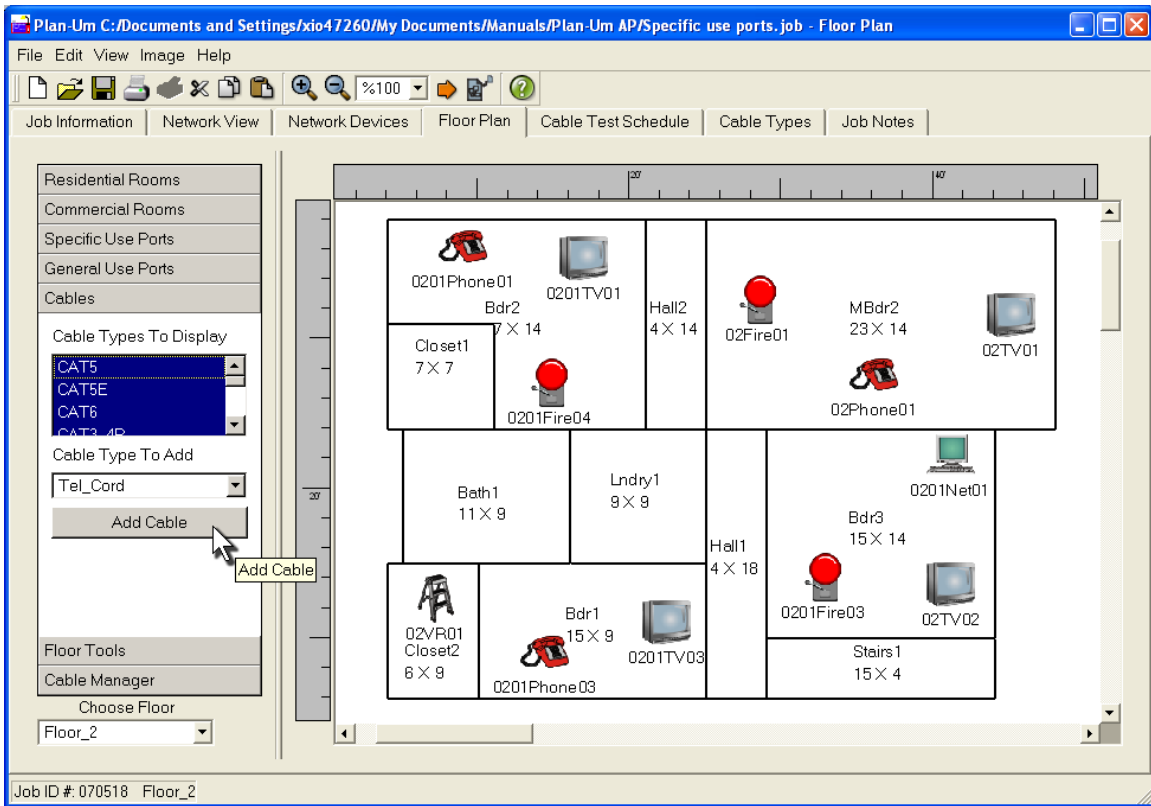 Plan-Um C:/Documents and Settings/xio47260/My Documents/Manuals/Plan-Um AP/Specific use ports.job - Floor Plan
File Edit View Image Help
%100
Job Information Network View Network Devices Floor Plan Cable Test Schedule Cable Types Job Notes
Residential Rooms
Commercial Rooms
Specific Use Ports
General Use Ports
Cables
Cable Types To Display
CAT5
CAT5E
CAT6
CAT3_4P
Cable Type To Add
Tel_Cord
Add Cable
Add Cable
Floor Tools
Cable Manager
Choose Floor
Floor_2
20' 40'
20'
0201Phone01
0201TV01
Bdr2
7 X 14
Closet1
7 X 7
0201Fire04
Hall2
4 X 14
02Fire01
MBdr2
23 X 14
02TV01
02Phone01
Bath1
11 X 9
Lndry1
9 X 9
0201Net01
Bdr3
15 X 14
Hall1
4 X 18
0201Fire03
02TV02
02VR01
Closet2
6 X 9
Bdr1
15 X 9
0201TV03
0201Phone03
Stairs1
15 X 4
Job ID #: 070518 Floor_2